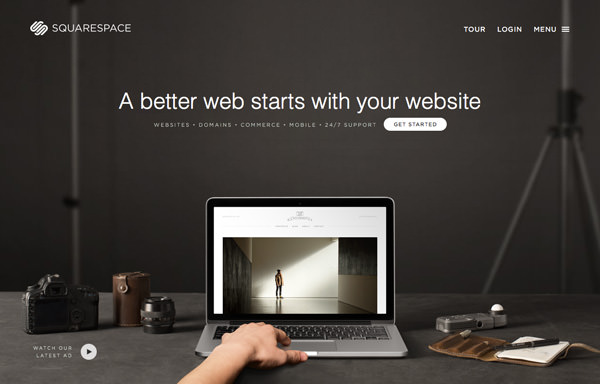 SQUARESPACE
TOUR LOGIN MENU
A better web starts with your website
WEBSITES • DOMAINS • COMMERCE • MOBILE • 24/7 SUPPORT GET STARTED
WATCH OUR
LATEST AD